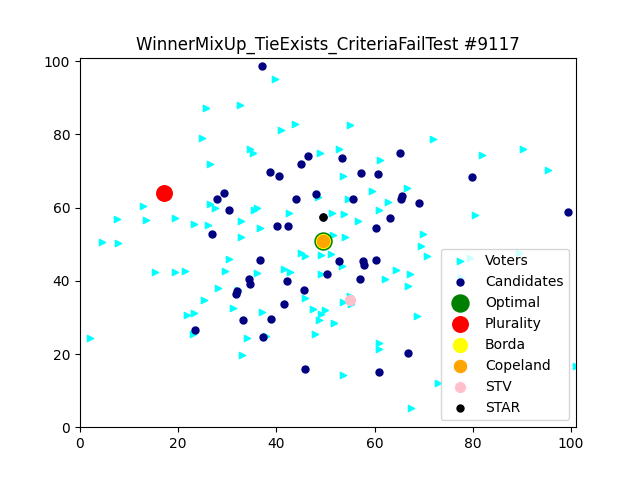 WinnerMixUp_TieExists_CriteriaFailTest #9117
100
80
60
40
20
0
0 20 40 60 80 100
Voters
Candidates
Optimal
Plurality
Borda
Copeland
STV
STAR